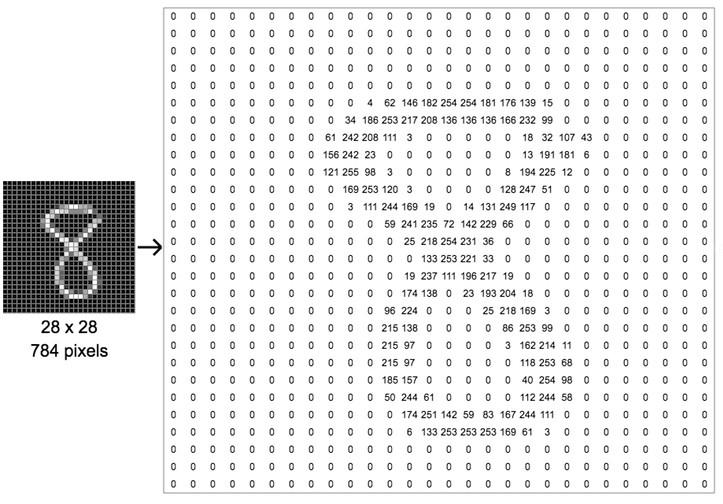 0 0 0 0 0 0 0 0 0 0 0 0 0 0 0 0 0 0 0 0 0 0 0 0 0 0 0 0
0 0 0 0 0 0 0 0 0 0 0 0 0 0 0 0 0 0 0 0 0 0 0 0 0 0 0 0
0 0 0 0 0 0 0 0 0 0 0 0 0 0 0 0 0 0 0 0 0 0 0 0 0 0 0 0
0 0 0 0 0 0 0 0 0 0 0 0 0 0 0 0 0 0 0 0 0 0 0 0 0 0 0 0
0 0 0 0 0 0 0 0 0 0 0 0 0 0 0 0 0 0 0 0 0 0 0 0 0 0 0 0
0 0 0 0 0 0 0 0 0 0 4 62 146 182 254 254 181 176 139 15 0 0 0 0 0 0 0 0
0 0 0 0 0 0 0 0 0 34 186 253 217 208 136 136 136 166 232 99 0 0 0 0 0 0 0 0
0 0 0 0 0 0 0 0 61 242 208 111 3 0 0 0 0 0 18 32 107 43 0 0 0 0 0 0
0 0 0 0 0 0 0 0 156 242 23 0 0 0 0 0 0 0 13 191 181 6 0 0 0 0 0 0
0 0 0 0 0 0 0 0 121 255 98 3 0 0 0 0 0 8 194 225 12 0 0 0 0 0 0 0
0 0 0 0 0 0 0 0 0 169 253 120 3 0 0 0 0 128 247 51 0 0 0 0 0 0 0 0
0 0 0 0 0 0 0 0 0 3 111 244 169 19 0 14 131 249 117 0 0 0 0 0 0 0 0 0
0 0 0 0 0 0 0 0 0 0 0 59 241 235 72 142 229 66 0 0 0 0 0 0 0 0 0 0
0 0 0 0 0 0 0 0 0 0 0 0 25 218 254 231 36 0 0 0 0 0 0 0 0 0 0 0
0 0 0 0 0 0 0 0 0 0 0 0 0 133 253 221 33 0 0 0 0 0 0 0 0 0 0 0
0 0 0 0 0 0 0 0 0 0 0 0 19 237 111 196 217 19 0 0 0 0 0 0 0 0 0 0
0 0 0 0 0 0 0 0 0 0 0 0 174 138 0 23 193 204 18 0 0 0 0 0 0 0 0 0
0 0 0 0 0 0 0 0 0 0 0 96 224 0 0 0 25 218 169 3 0 0 0 0 0 0 0 0
0 0 0 0 0 0 0 0 0 0 0 215 138 0 0 0 0 86 253 99 0 0 0 0 0 0 0 0
0 0 0 0 0 0 0 0 0 0 0 215 97 0 0 0 0 3 162 214 11 0 0 0 0 0 0 0
0 0 0 0 0 0 0 0 0 0 0 215 97 0 0 0 0 0 118 253 68 0 0 0 0 0 0 0
0 0 0 0 0 0 0 0 0 0 0 185 157 0 0 0 0 0 40 254 98 0 0 0 0 0 0 0
0 0 0 0 0 0 0 0 0 0 0 50 244 61 0 0 0 0 112 244 58 0 0 0 0 0 0 0
0 0 0 0 0 0 0 0 0 0 0 0 174 251 142 59 83 167 244 111 0 0 0 0 0 0 0 0
0 0 0 0 0 0 0 0 0 0 0 0 6 133 253 253 253 169 61 3 0 0 0 0 0 0 0 0
0 0 0 0 0 0 0 0 0 0 0 0 0 0 0 0 0 0 0 0 0 0 0 0 0 0 0 0
0 0 0 0 0 0 0 0 0 0 0 0 0 0 0 0 0 0 0 0 0 0 0 0 0 0 0 0
0 0 0 0 0 0 0 0 0 0 0 0 0 0 0 0 0 0 0 0 0 0 0 0 0 0 0 0
8
28 x 28
784 pixels